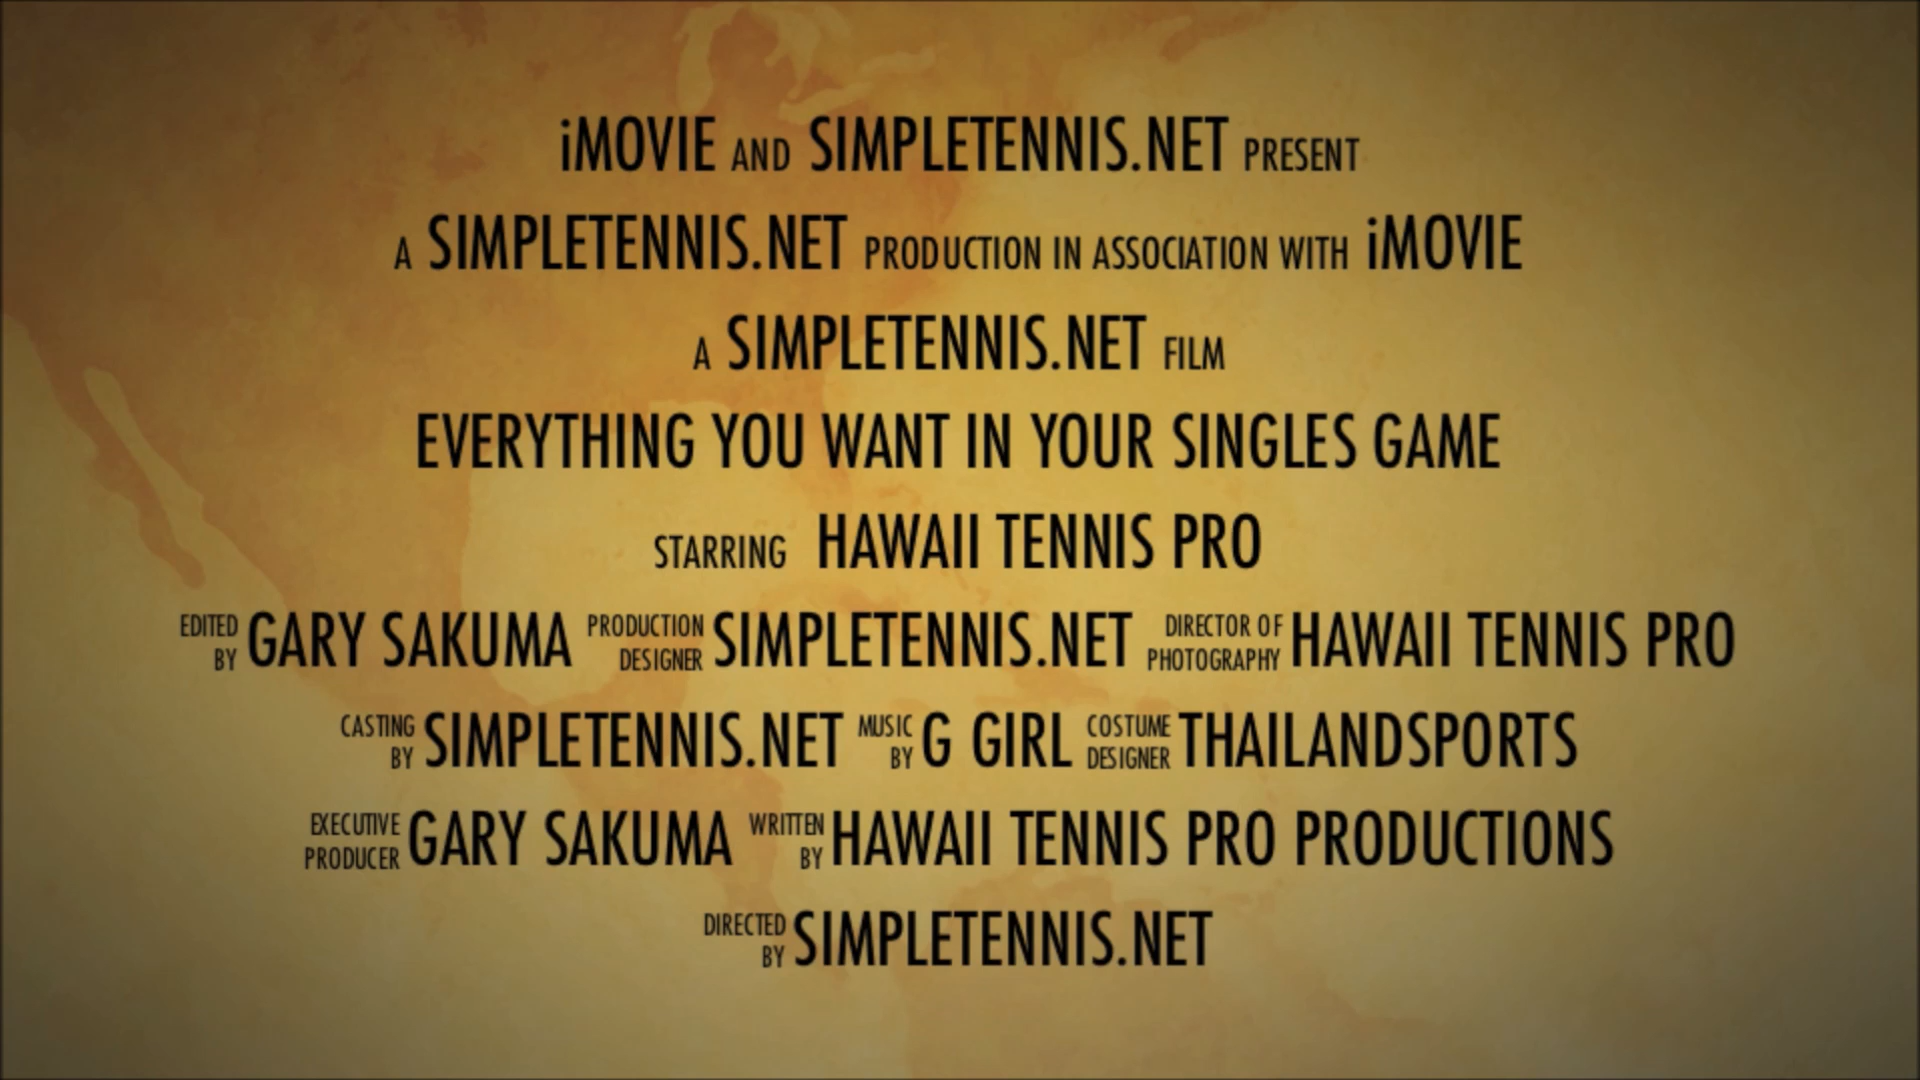 iMOVIE AND SIMPLETENNIS.NET PRESENT
A SIMPLETENNIS.NET PRODUCTION IN ASSOCIATION WITH iMOVIE
A SIMPLETENNIS.NET FILM
EVERYTHING YOU WANT IN YOUR SINGLES GAME
STARRING HAWAII TENNIS PRO
EDITED BY GARY SAKUMA PRODUCTION DESIGNER SIMPLETENNIS.NET DIRECTOR OF PHOTOGRAPHY HAWAII TENNIS PRO
CASTING BY SIMPLETENNIS.NET MUSIC BY G GIRL COSTUME DESIGNER THAILANDSPORTS
EXECUTIVE PRODUCER GARY SAKUMA WRITTEN BY HAWAII TENNIS PRO PRODUCTIONS
DIRECTED BY SIMPLETENNIS.NET